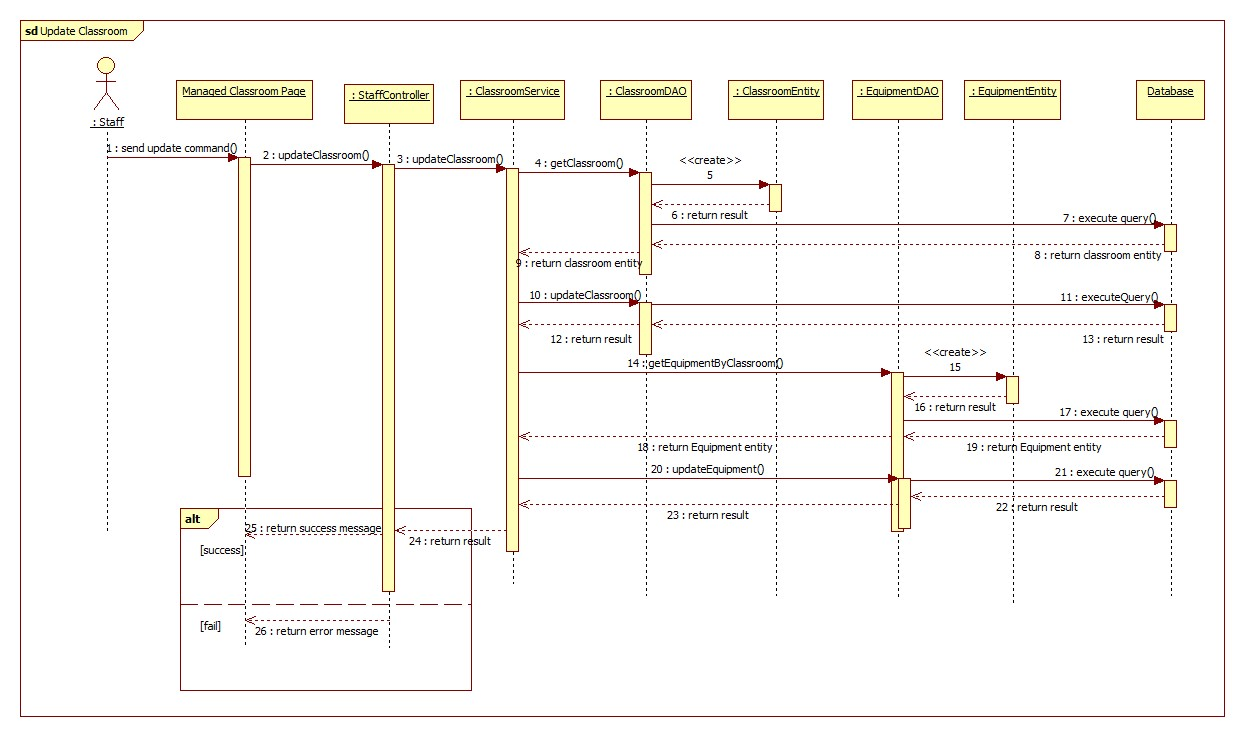 sd Update Classroom
: Staff
Managed Classroom Page
: StaffController
: ClassroomService
: ClassroomDAO
: ClassroomEntity
: EquipmentDAO
: EquipmentEntity
Database
1 : send update command()
2 : updateClassroom()
3 : updateClassroom()
4 : getClassroom()
<<create>>
5
6 : return result
7 : execute query()
8 : return classroom entity
9 : return classroom entity
10 : updateClassroom()
11 : executeQuery()
12 : return result
13 : return result
14 : getEquipmentByClassroom()
<<create>>
15
16 : return result
17 : execute query()
18 : return Equipment entity
19 : return Equipment entity
20 : updateEquipment()
21 : execute query()
22 : return result
23 : return result
alt
25 : return success message
24 : return result
[success]
[fail]
26 : return error message